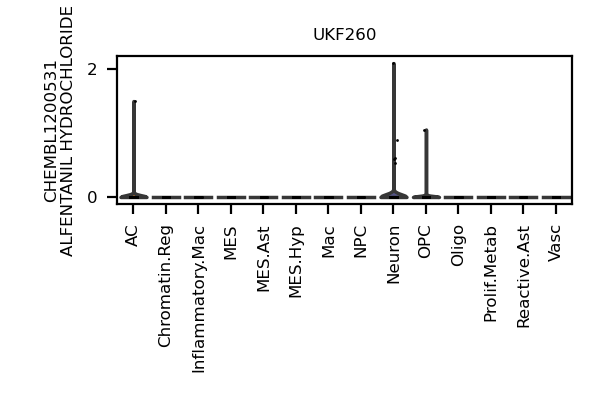 UKF260
CHEMBL1200531
ALFENTANIL HYDROCHLORIDE
2
0
AC
Chromatin.Reg
Inflammatory.Mac
MES
MES.Ast
MES.Hyp
Mac
NPC
Neuron
OPC
Oligo
Prolif.Metab
Reactive.Ast
Vasc